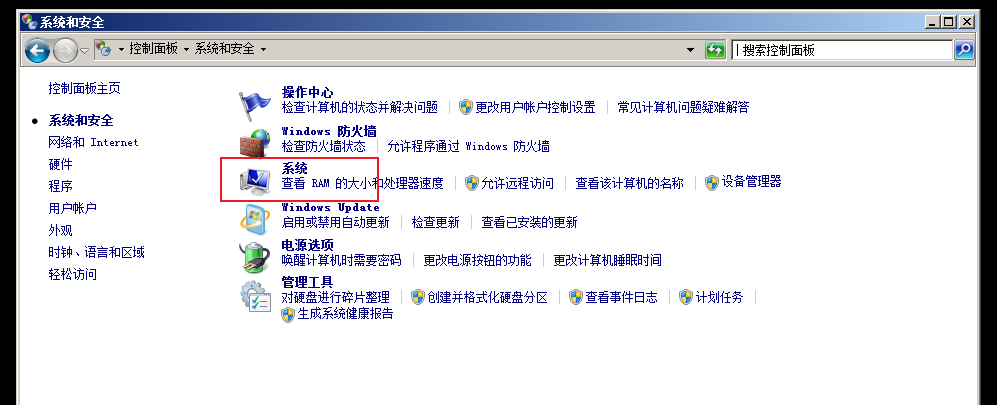 系统和安全
控制面板 系统和安全
搜索控制面板
控制面板主页
系统和安全
网络和 Internet
硬件
程序
用户帐户
外观
时钟、语言和区域
轻松访问
操作中心
检查计算机的状态并解决问题 更改用户帐户控制设置 常见计算机问题疑难解答
Windows 防火墙
检查防火墙状态 允许程序通过 Windows 防火墙
系统
查看 RAM 的大小和处理器速度 允许远程访问 查看该计算机的名称 设备管理器
Windows Update
启用或禁用自动更新 检查更新 查看已安装的更新
电源选项
唤醒计算机时需要密码 更改电源按钮的功能 更改计算机睡眠时间
管理工具
对硬盘进行碎片整理 创建并格式化硬盘分区 查看事件日志 计划任务
生成系统健康报告